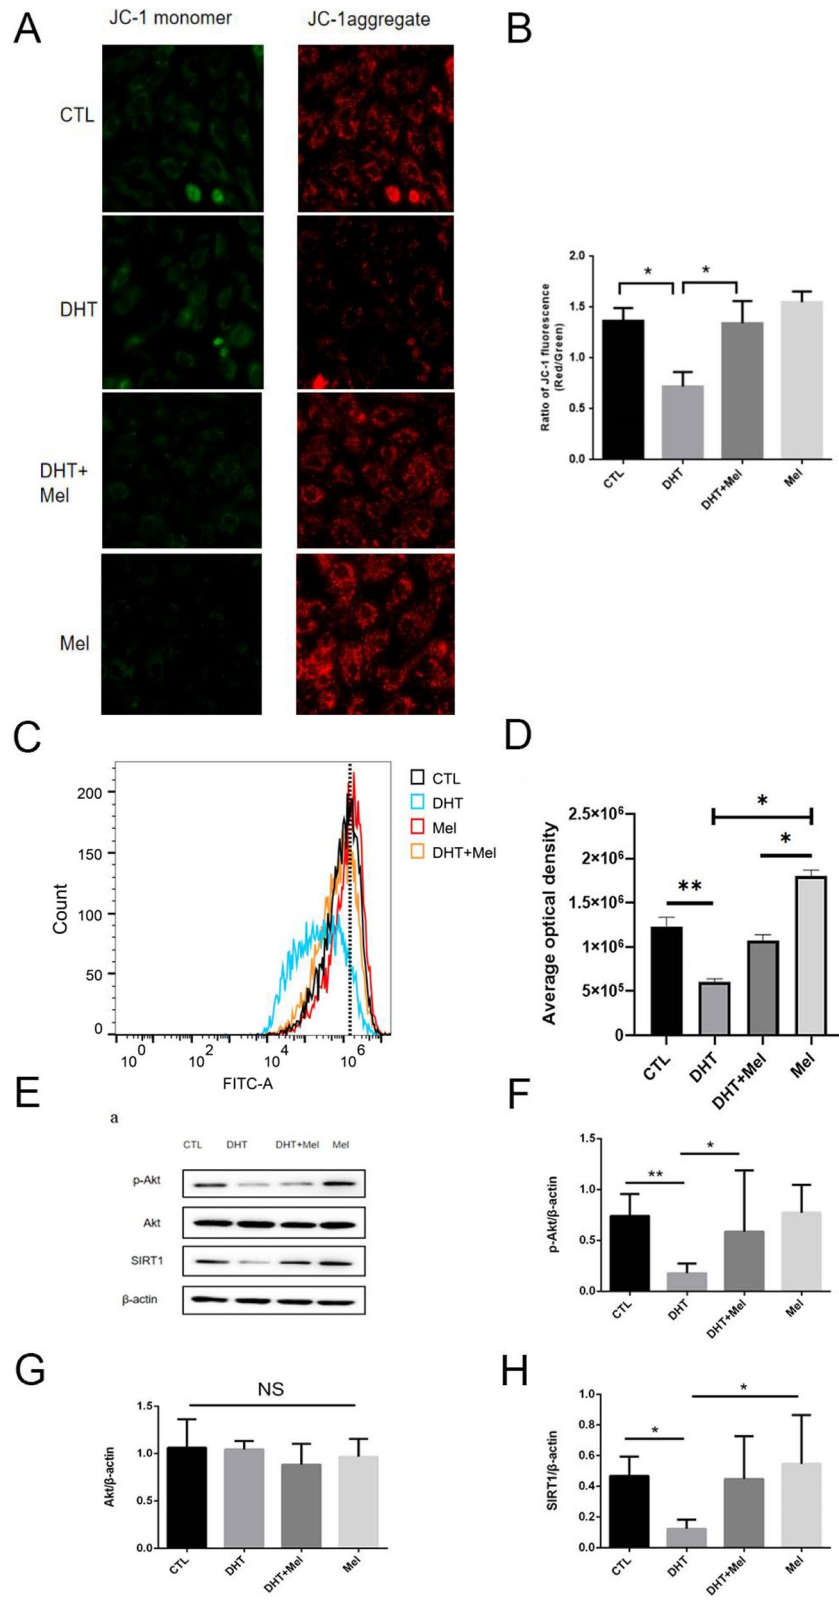 A
JC-1 monomer
JC-1aggregate
CTL
DHT
DHT+
Mel
Mel
B
Ratio of JC-1 fluorescence
(Red/Green)
2.0
1.5
1.0
0.5
0.0
*
*
CTL
DHT
DHT+Mel
Mel
C
Count
200
150
100
50
0
10^0
10^2
10^4
10^6
FITC-A
CTL
DHT
Mel
DHT+Mel
D
Average optical density
2.5×10^6
2×10^6
1.5×10^6
1×10^6
5×10^5
0
**
*
*
CTL
DHT
DHT+Mel
Mel
E
a
CTL DHT DHT+Mel Mel
p-Akt
Akt
SIRT1
β-actin
F
p-Akt/β-actin
1.5
1.0
0.5
0.0
**
*
CTL
DHT
DHT+Mel
Mel
G
Akt/β-actin
1.5
1.0
0.5
0.0
NS
CTL
DHT
DHT+Mel
Mel
H
SIRT1/β-actin
1.0
0.8
0.6
0.4
0.2
0.0
*
*
CTL
DHT
DHT+Mel
Mel